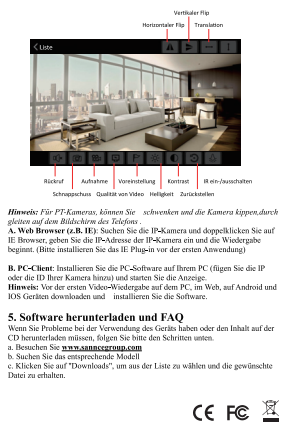 Vertikaler Flip
Horizontaler Flip    Translation
Liste
Rückruf    Aufnahme    Voreinstellung    Kontrast    IR ein-/ausschalten
Schnappschuss    Qualität von Video    Helligkeit    Zurückstellen
Hinweis: Für PT-Kameras, können Sie    schwenken und die Kamera kippen,durch
gleiten auf dem Bildschirm des Telefons .
A. Web Browser (z.B. IE): Suchen Sie die IP-Kamera und doppelklicken Sie auf
IE Browser, geben Sie die IP-Adresse der IP-Kamera ein und die Wiedergabe
beginnt. (Bitte installieren Sie das IE Plug-in vor der ersten Anwendung)
B. PC-Client: Installieren Sie die PC-Software auf Ihrem PC (fügen Sie die IP
oder die ID Ihrer Kamera hinzu) und starten Sie die Anzeige.
Hinweis: Vor der ersten Video-Wiedergabe auf dem PC, im Web, auf Android und
IOS Geräten downloaden und    installieren Sie die Software.
5. Software herunterladen und FAQ
Wenn Sie Probleme bei der Verwendung des Geräts haben oder den Inhalt auf der
CD herunterladen müssen, folgen Sie bitte den Schritten unten.
a. Besuchen Sie www.sanncegroup.com
b. Suchen Sie das entsprechende Modell
c. Klicken Sie auf "Downloads", um aus der Liste zu wählen und die gewünschte
Datei zu erhalten.
CE FC